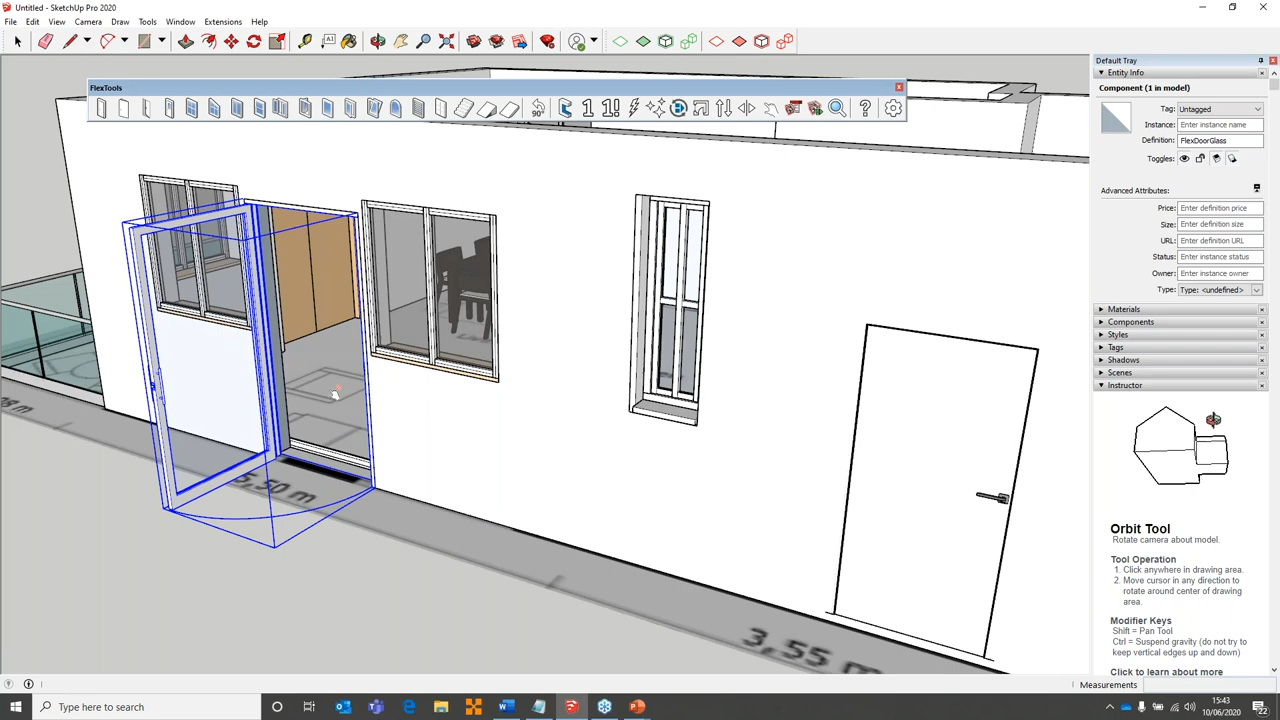 Untitled - SketchUp Pro 2020
File Edit View Camera Draw Tools Window Extensions Help
FlexTools
90°
1 1!
?
5,50 m
3,55 m
08 m
Default Tray
Entity Info
Component (1 in model)
Tag: Untagged
Instance: Enter instance name
Definition: FlexDoorGlass
Toggles:
Advanced Attributes:
Price: Enter definition price
Size: Enter definition size
URL: Enter definition URL
Status: Enter instance status
Owner: Enter instance owner
Type: Type: <undefined>
Materials
Components
Styles
Tags
Shadows
Scenes
Instructor
Orbit Tool
Rotate camera about model.
Tool Operation
1. Click anywhere in drawing area.
2. Move cursor in any direction to
rotate around center of drawing
area.
Modifier Keys
Shift = Pan Tool
Ctrl = Suspend gravity (do not try to
keep vertical edges up and down)
Click to learn about more
Measurements
Type here to search
15:43
10/06/2020
22